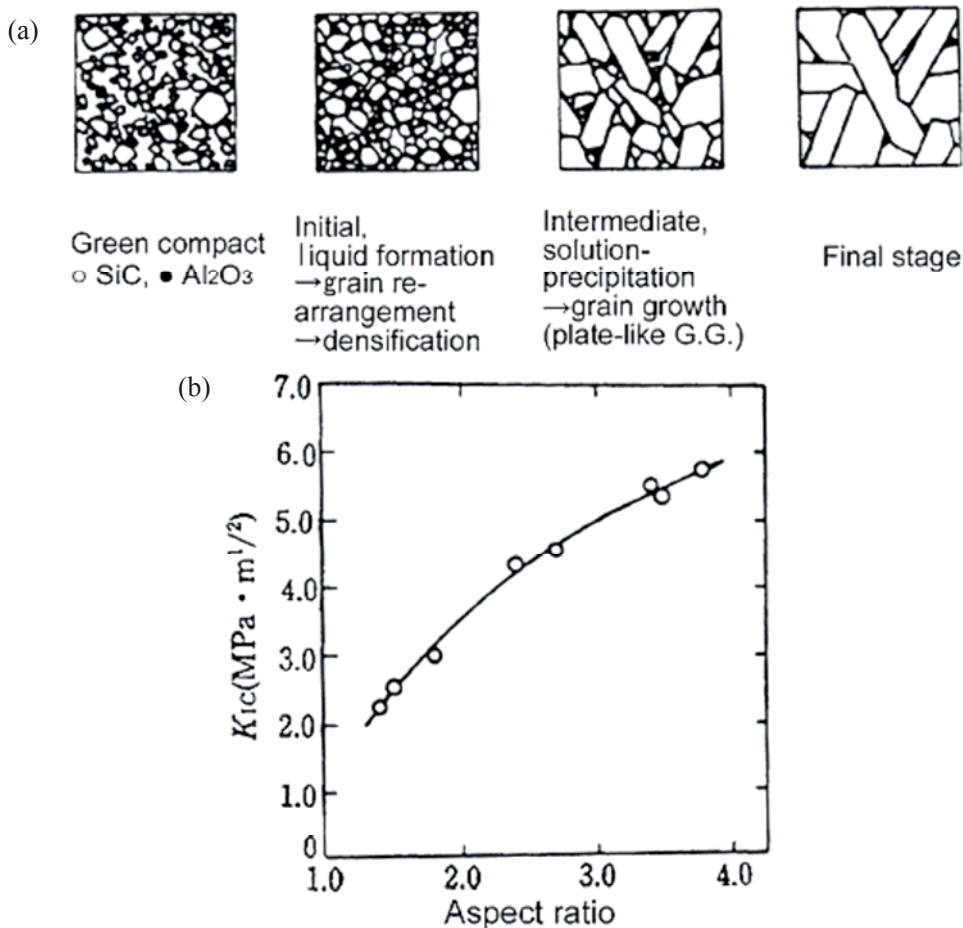 (a)
Green compact
○ SiC, ● Al2O3
Initial,
liquid formation
→grain re-
arrangement
→densification
Intermediate,
solution-
precipitation
→grain growth
(plate-like G.G.)
Final stage
(b)
7.0
6.0
5.0
4.0
3.0
2.0
1.0
0
KIC(MPa・m1/2)
1.0 2.0 3.0 4.0
Aspect ratio